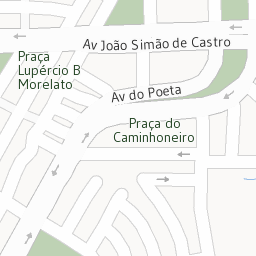 Av João Simão de Castro
Praça
Lupércio B
Morelato
Av do Poeta
Praça do
Caminhoneiro